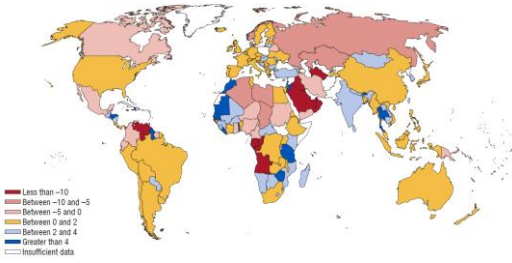 Less than –10
Between –10 and –5
Between –5 and 0
Between 0 and 2
Between 2 and 4
Greater than 4
Insufficient data